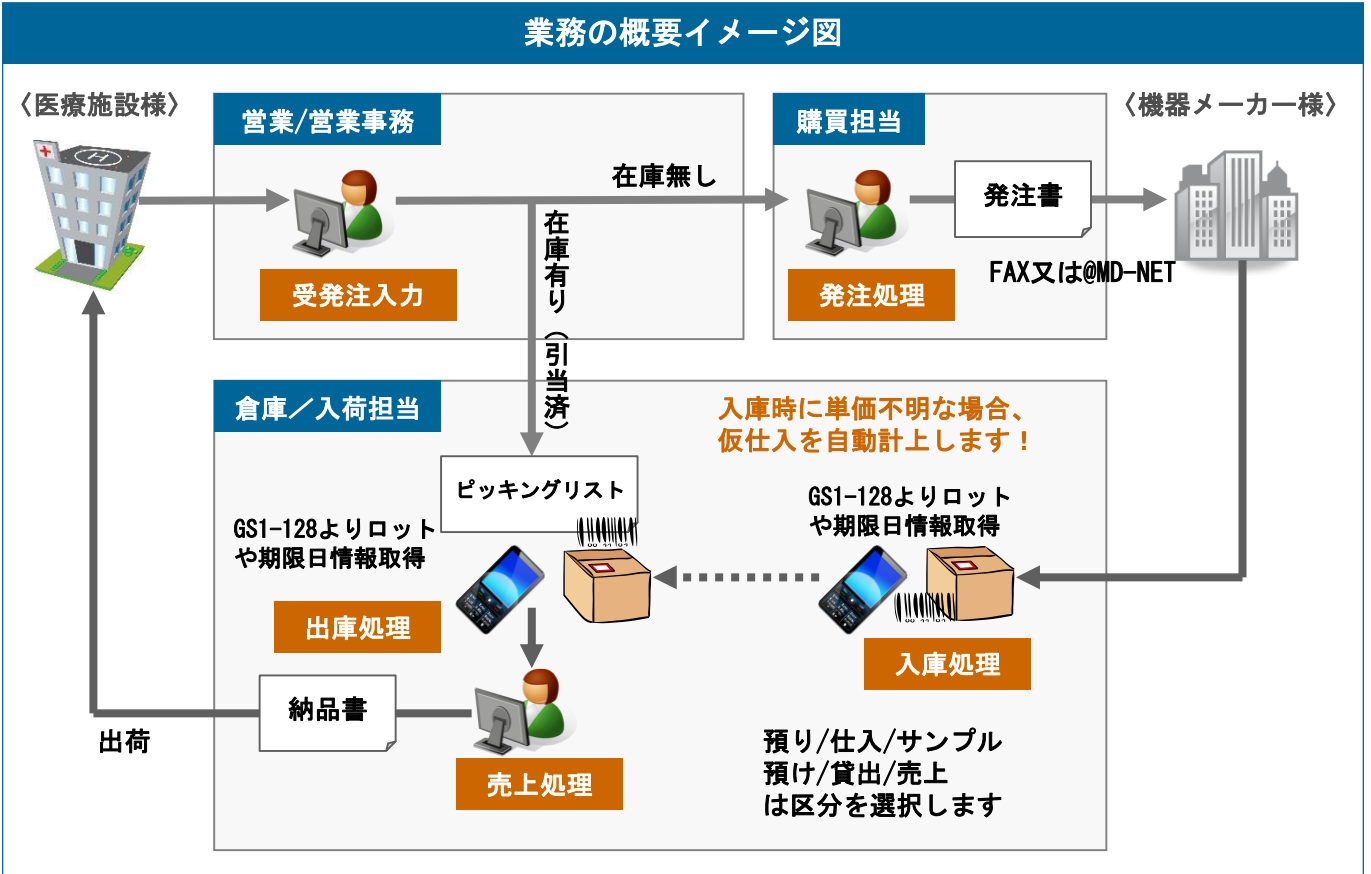 業務の概要イメージ図
〈医療施設様〉
営業/営業事務
購買担当
〈機器メーカー様〉
在庫無し
発注書
在庫有り（引当済）
FAX又は@MD-NET
受発注入力
発注処理
倉庫／入荷担当
入庫時に単価不明な場合、
仮仕入を自動計上します！
ピッキングリスト
GS1-128よりロット
や期限日情報取得
GS1-128よりロット
や期限日情報取得
出庫処理
入庫処理
納品書
出荷
売上処理
預り/仕入/サンプル
預け/貸出/売上
は区分を選択します